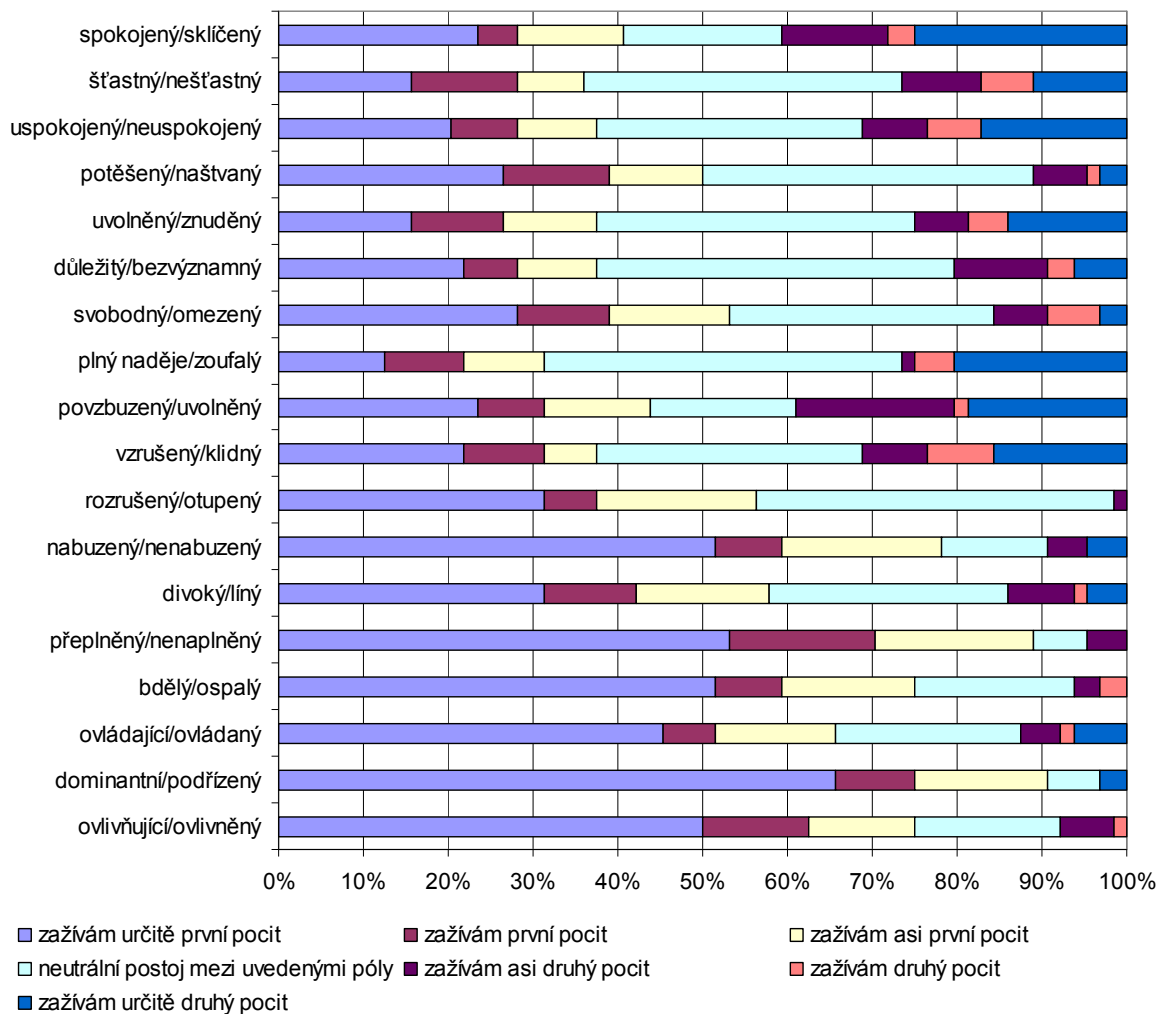 spokojený/sklíčený
šťastný/nešťastný
uspokojený/neuspokojený
potěšený/naštvaný
uvolněný/znuděný
důležitý/bezvýznamný
svobodný/omezený
plný naděje/zoufalý
povzbuzený/uvolněný
vzrušený/klidný
rozrušený/otupený
nabuzený/nenabuzený
divoký/líný
přeplněný/nenaplněný
bdělý/ospalý
ovládající/ovládaný
dominantní/podřízený
ovlivňující/ovlivněný
0% 10% 20% 30% 40% 50% 60% 70% 80% 90% 100%
zažívám určitě první pocit zažívám první pocit zažívám asi první pocit
neutrální postoj mezi uvedenými póly zažívám asi druhý pocit zažívám druhý pocit
zažívám určitě druhý pocit